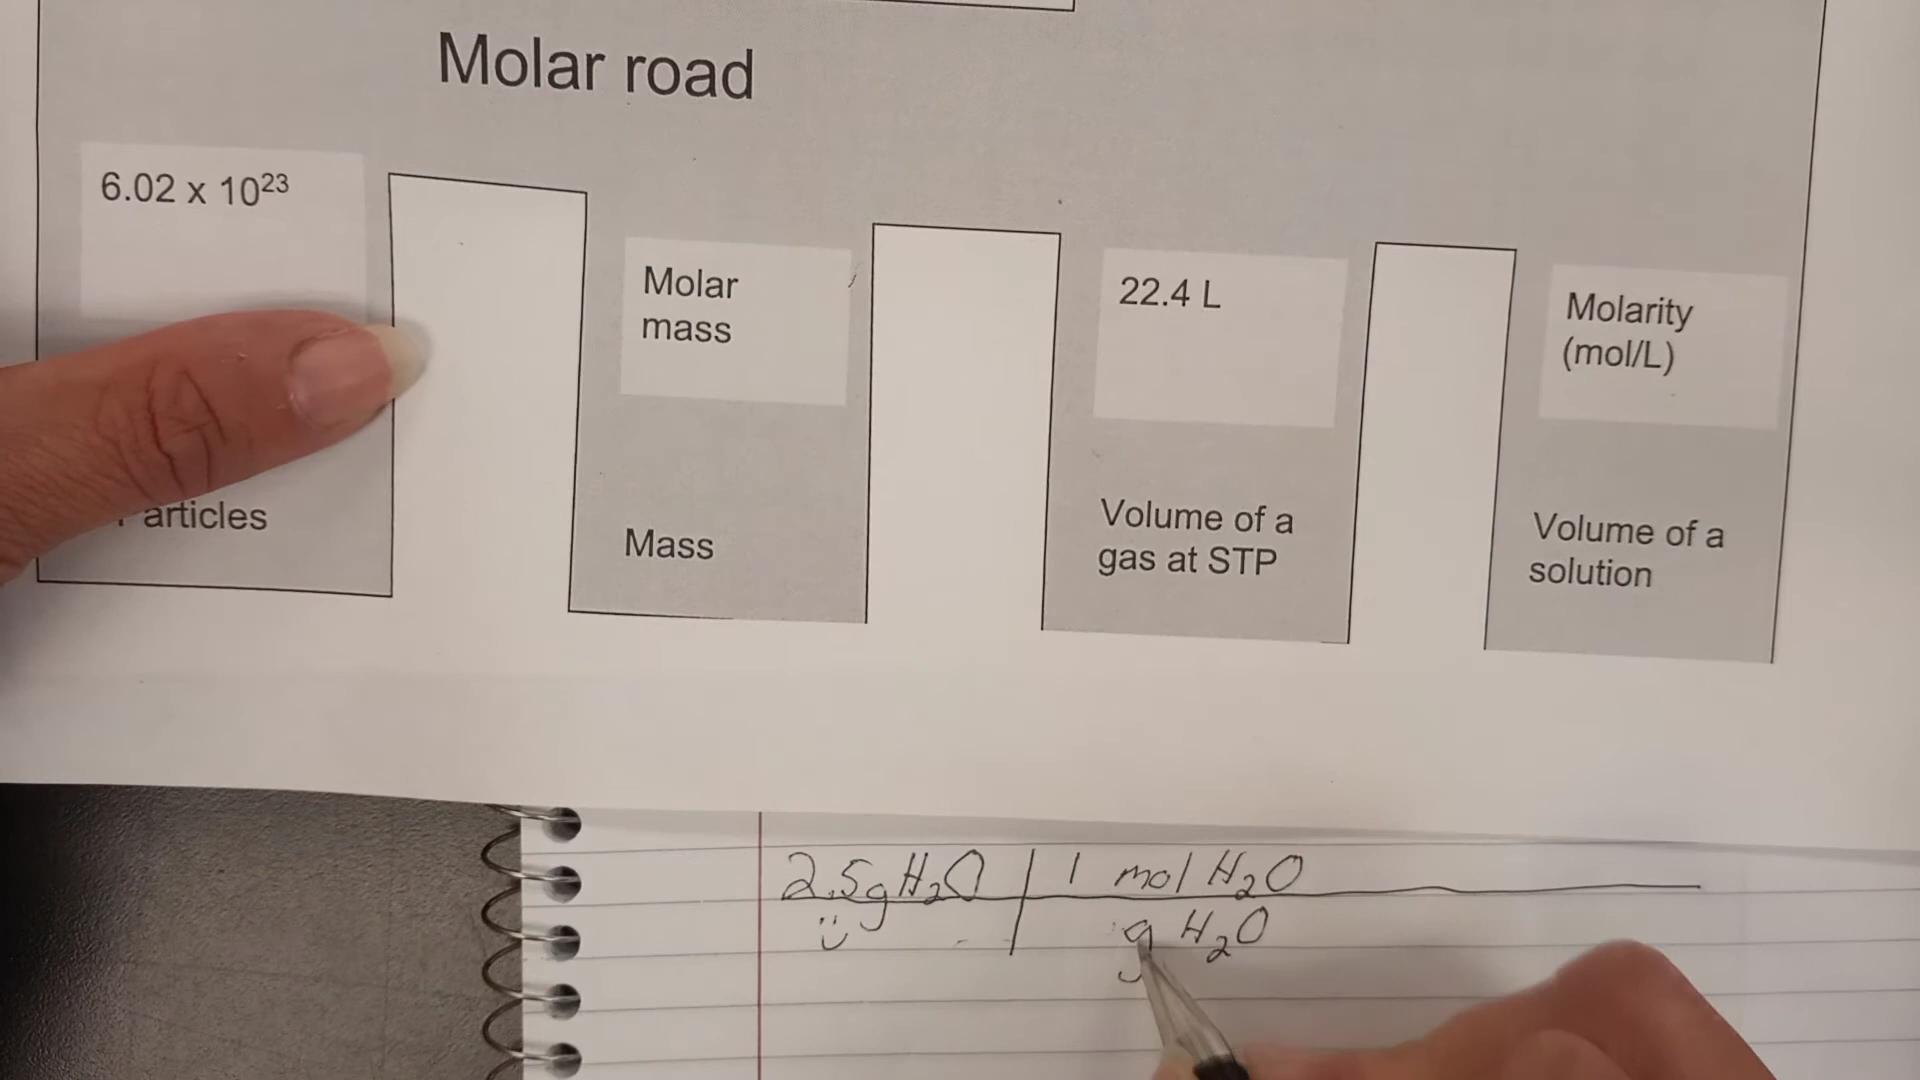 Molar road
6.02 x 10²³
Molar
mass
22.4 L
Molarity
(mol/L)
Particles
Mass
Volume of a
gas at STP
Volume of a
solution
2.5g H₂O | 1 mol H₂O
g H₂O